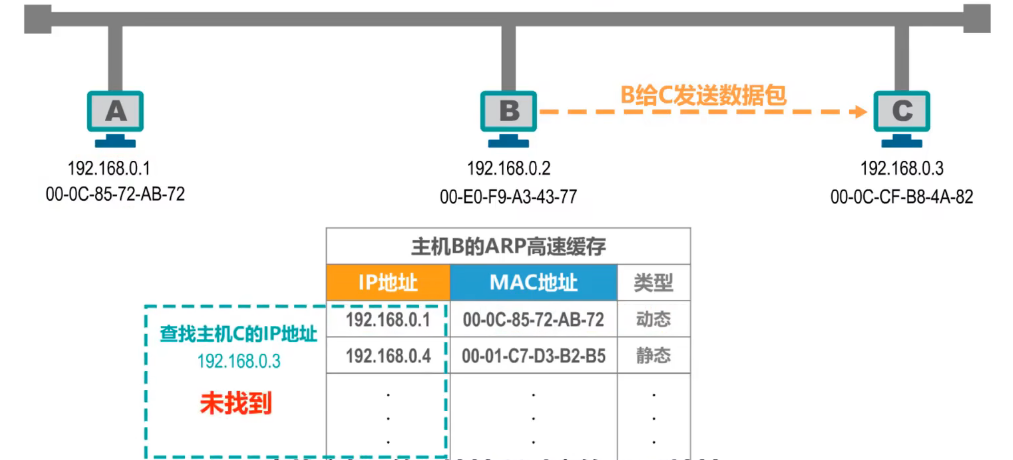 A
B
C
B给C发送数据包
192.168.0.1
00-0C-85-72-AB-72
192.168.0.2
00-E0-F9-A3-43-77
192.168.0.3
00-0C-CF-B8-4A-82
主机B的ARP高速缓存
IP地址 MAC地址 类型
192.168.0.1 00-0C-85-72-AB-72 动态
192.168.0.4 00-01-C7-D3-B2-B5 静态
查找主机C的IP地址
192.168.0.3
未找到